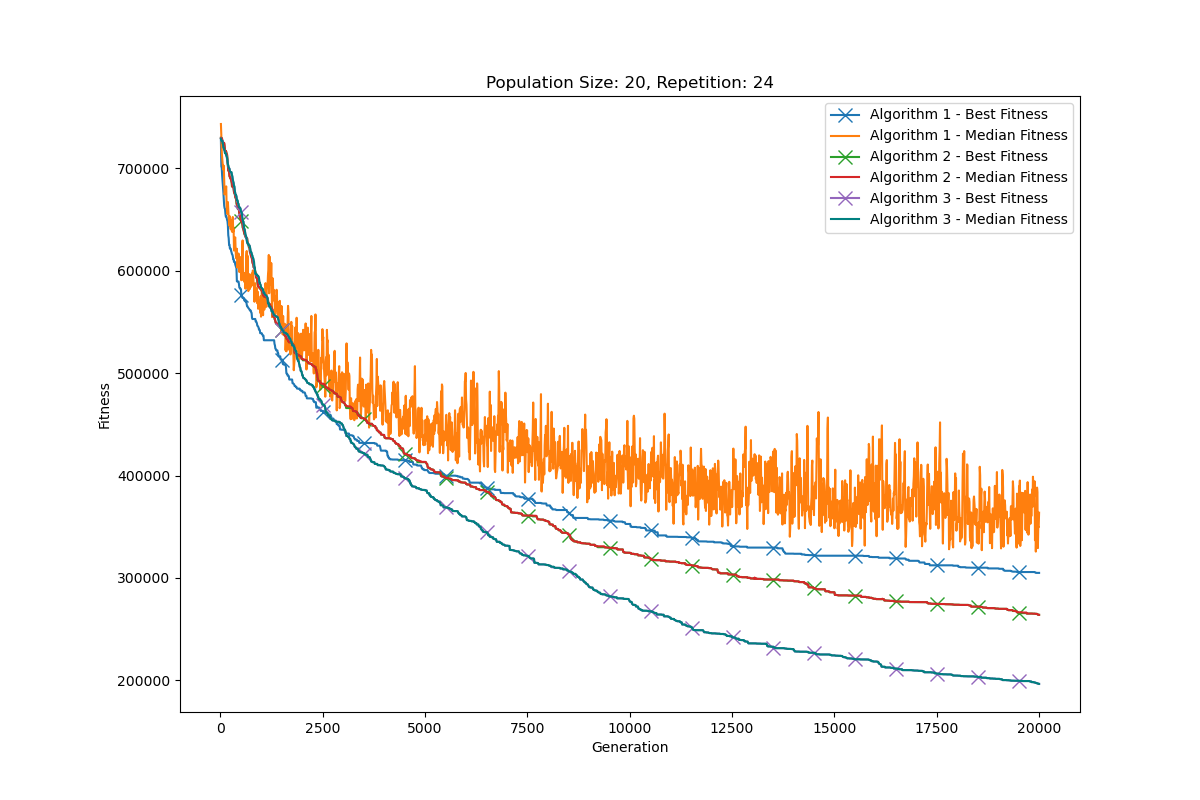 Population Size: 20, Repetition: 24
Algorithm 1 - Best Fitness
Algorithm 1 - Median Fitness
Algorithm 2 - Best Fitness
Algorithm 2 - Median Fitness
Algorithm 3 - Best Fitness
Algorithm 3 - Median Fitness
700000
600000
500000
400000
300000
200000
Fitness
0 2500 5000 7500 10000 12500 15000 17500 20000
Generation